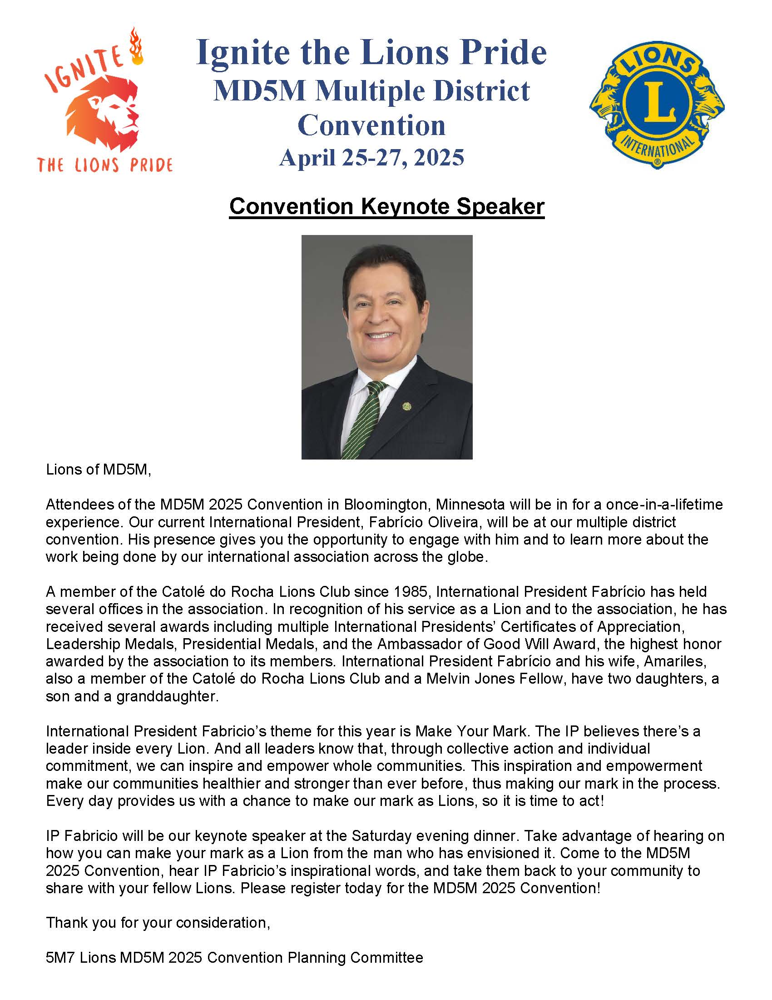 IGNITE
THE LIONS PRIDE
Ignite the Lions Pride
MD5M Multiple District
Convention
April 25-27, 2025
LIONS
L
INTERNATIONAL
®
Convention Keynote Speaker
Lions of MD5M,
Attendees of the MD5M 2025 Convention in Bloomington, Minnesota will be in for a once-in-a-lifetime
experience. Our current International President, Fabrício Oliveira, will be at our multiple district
convention. His presence gives you the opportunity to engage with him and to learn more about the
work being done by our international association across the globe.
A member of the Catolé do Rocha Lions Club since 1985, International President Fabrício has held
several offices in the association. In recognition of his service as a Lion and to the association, he has
received several awards including multiple International Presidents’ Certificates of Appreciation,
Leadership Medals, Presidential Medals, and the Ambassador of Good Will Award, the highest honor
awarded by the association to its members. International President Fabrício and his wife, Amariles,
also a member of the Catolé do Rocha Lions Club and a Melvin Jones Fellow, have two daughters, a
son and a granddaughter.
International President Fabricio’s theme for this year is Make Your Mark. The IP believes there’s a
leader inside every Lion. And all leaders know that, through collective action and individual
commitment, we can inspire and empower whole communities. This inspiration and empowerment
make our communities healthier and stronger than ever before, thus making our mark in the process.
Every day provides us with a chance to make our mark as Lions, so it is time to act!
IP Fabricio will be our keynote speaker at the Saturday evening dinner. Take advantage of hearing on
how you can make your mark as a Lion from the man who has envisioned it. Come to the MD5M
2025 Convention, hear IP Fabricio’s inspirational words, and take them back to your community to
share with your fellow Lions. Please register today for the MD5M 2025 Convention!
Thank you for your consideration,
5M7 Lions MD5M 2025 Convention Planning Committee